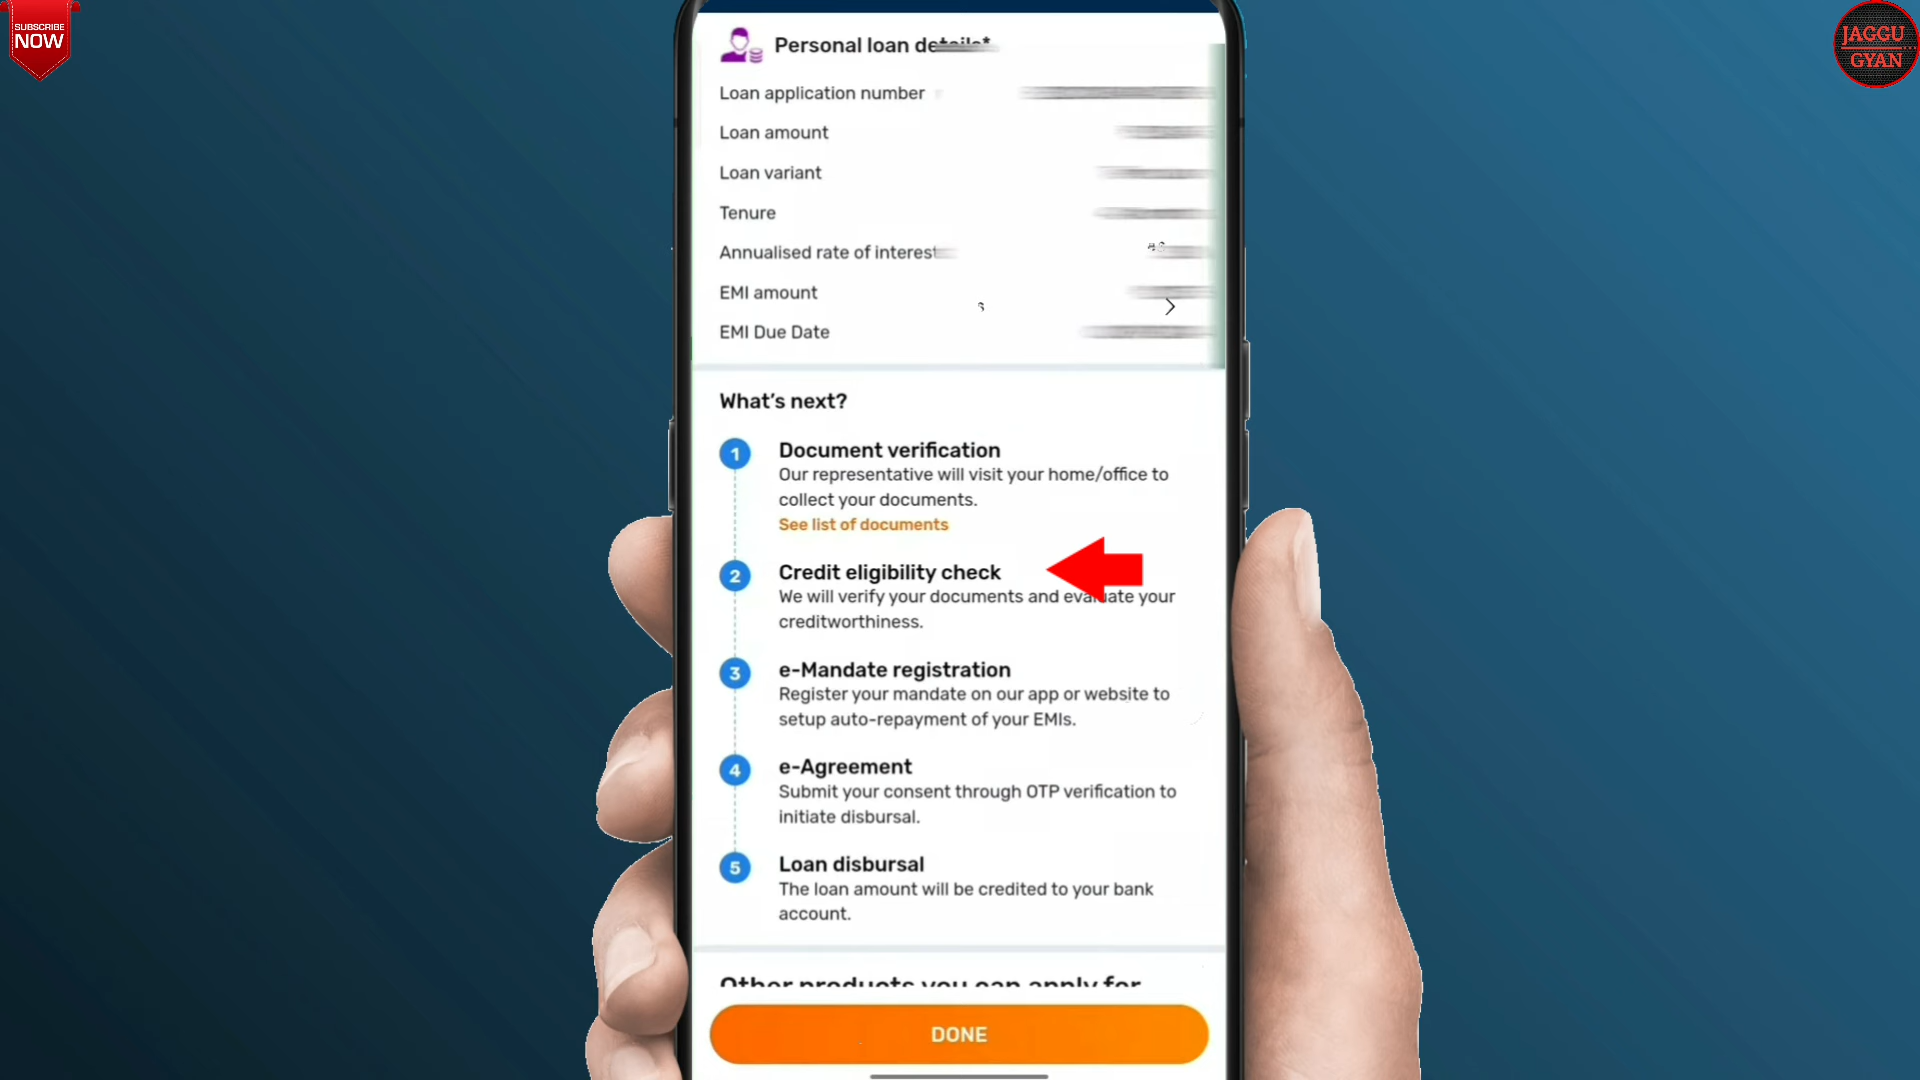 SUBSCRIBE
NOW
JAGGU
GYAN
Personal loan details*
Loan application number
Loan amount
Loan variant
Tenure
Annualised rate of interest
EMI amount
EMI Due Date
What's next?
1 Document verification
Our representative will visit your home/office to
collect your documents.
See list of documents
2 Credit eligibility check
We will verify your documents and evaluate your
creditworthiness.
3 e-Mandate registration
Register your mandate on our app or website to
setup auto-repayment of your EMIs.
4 e-Agreement
Submit your consent through OTP verification to
initiate disbursal.
5 Loan disbursal
The loan amount will be credited to your bank
account.
Other products you can apply for
DONE